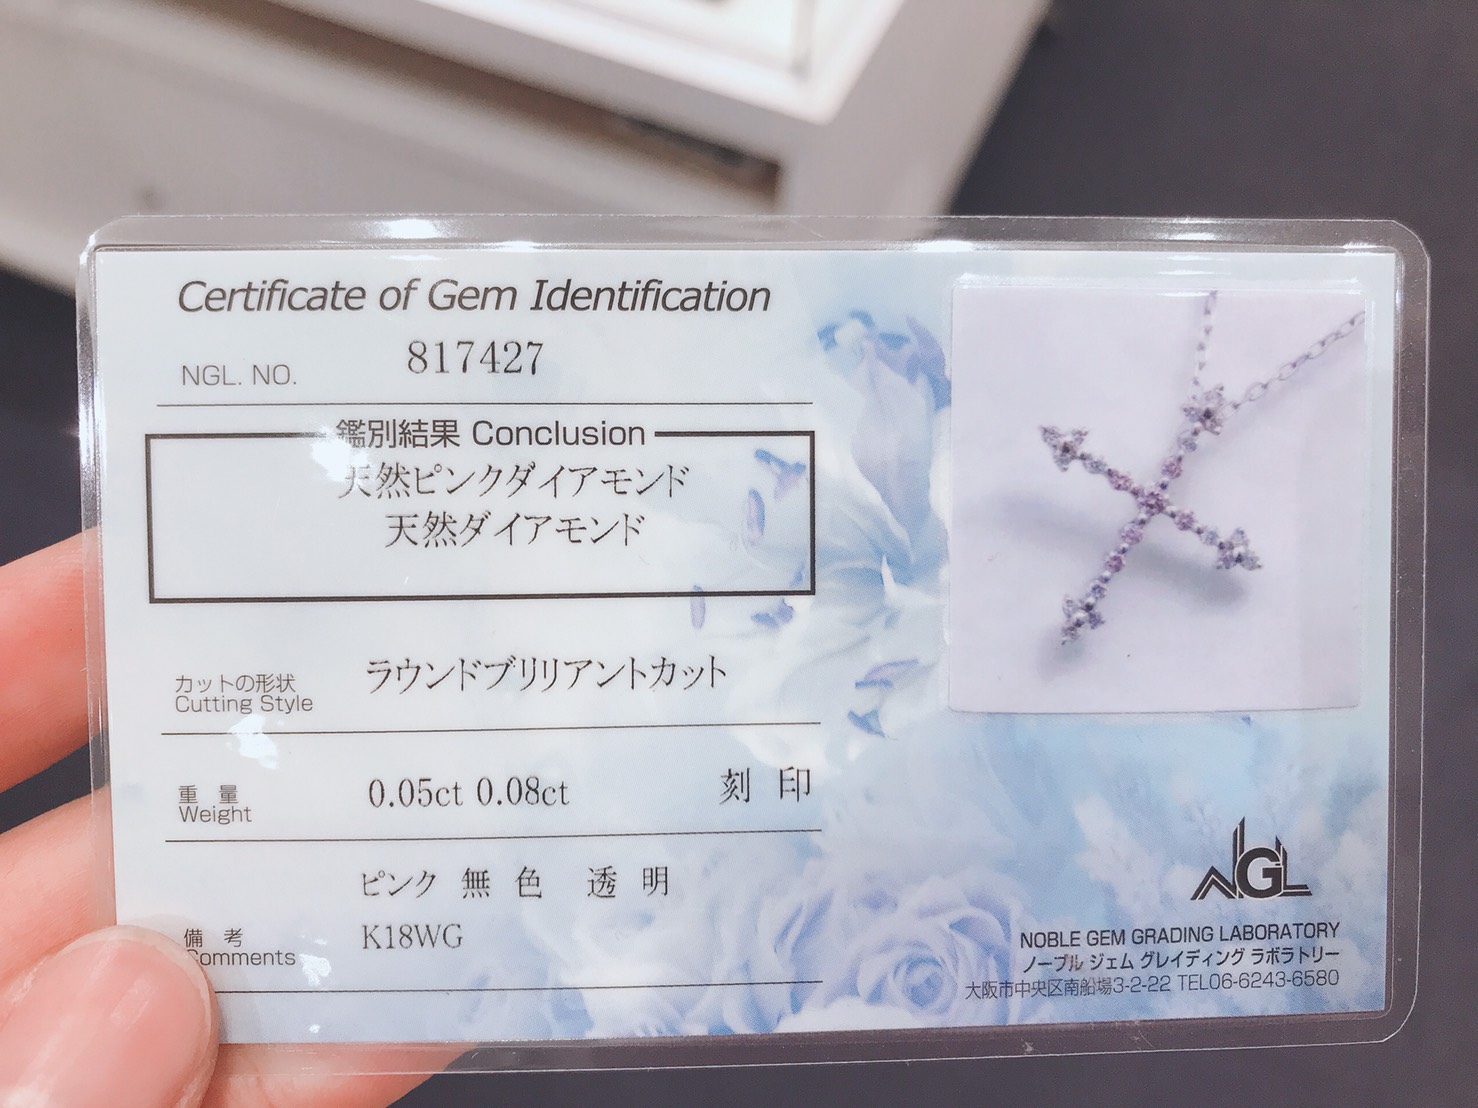 Certificate of Gem Identification
NGL. NO. 817427
鑑別結果 Conclusion
天然ピンクダイアモンド
天然ダイアモンド
カットの形状 ラウンドブリリアントカット
Cutting Style
重 量 0.05ct 0.08ct 刻 印
Weight
ピンク 無 色 透 明
備 考 K18WG
Comments
NGL
NOBLE GEM GRADING LABORATORY
ノーブル ジェム グレイディング ラボラトリー
大阪市中央区南船場3-2-22 TEL06-6243-6580